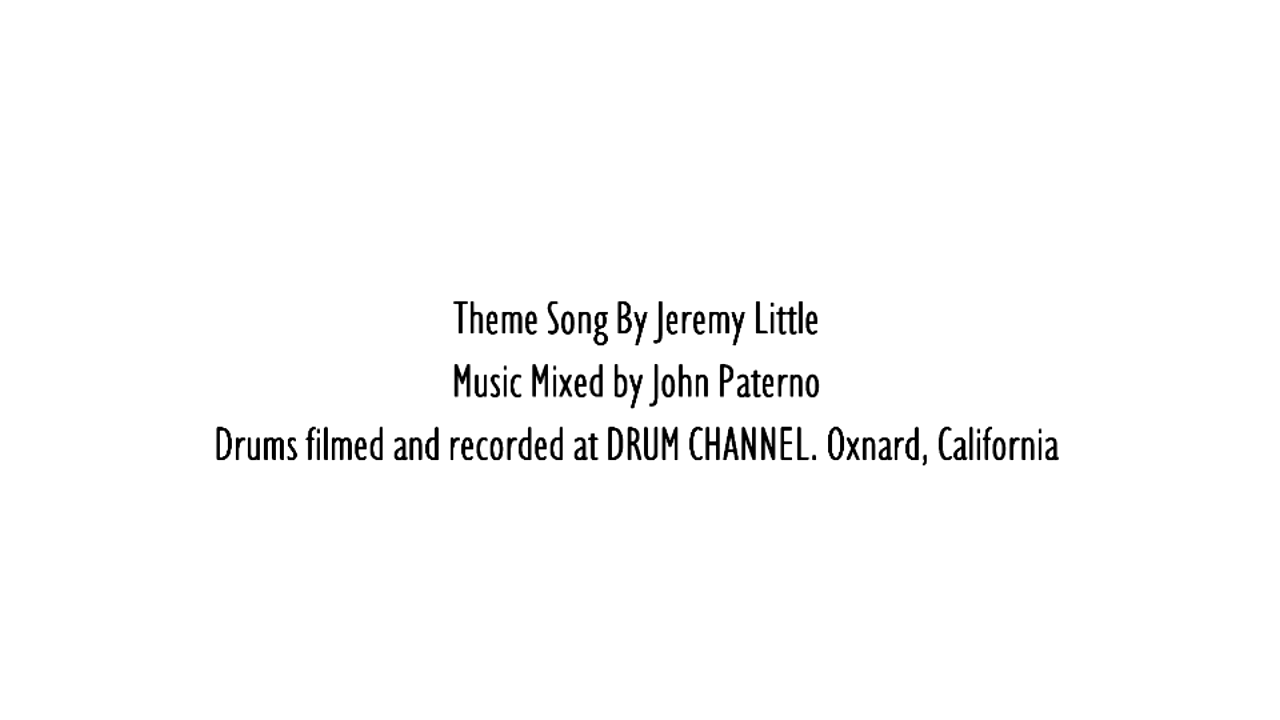 Theme Song By Jeremy Little
Music Mixed by John Paterno
Drums filmed and recorded at DRUM CHANNEL. Oxnard, California